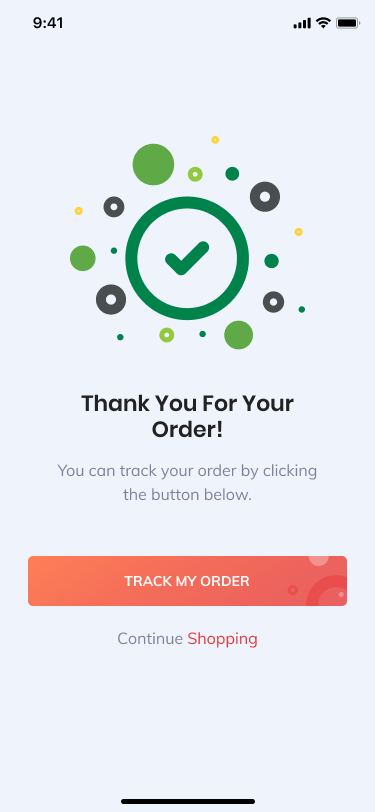 9:41
Thank You For Your
Order!
You can track your order by clicking
the button below.
TRACK MY ORDER
Continue Shopping